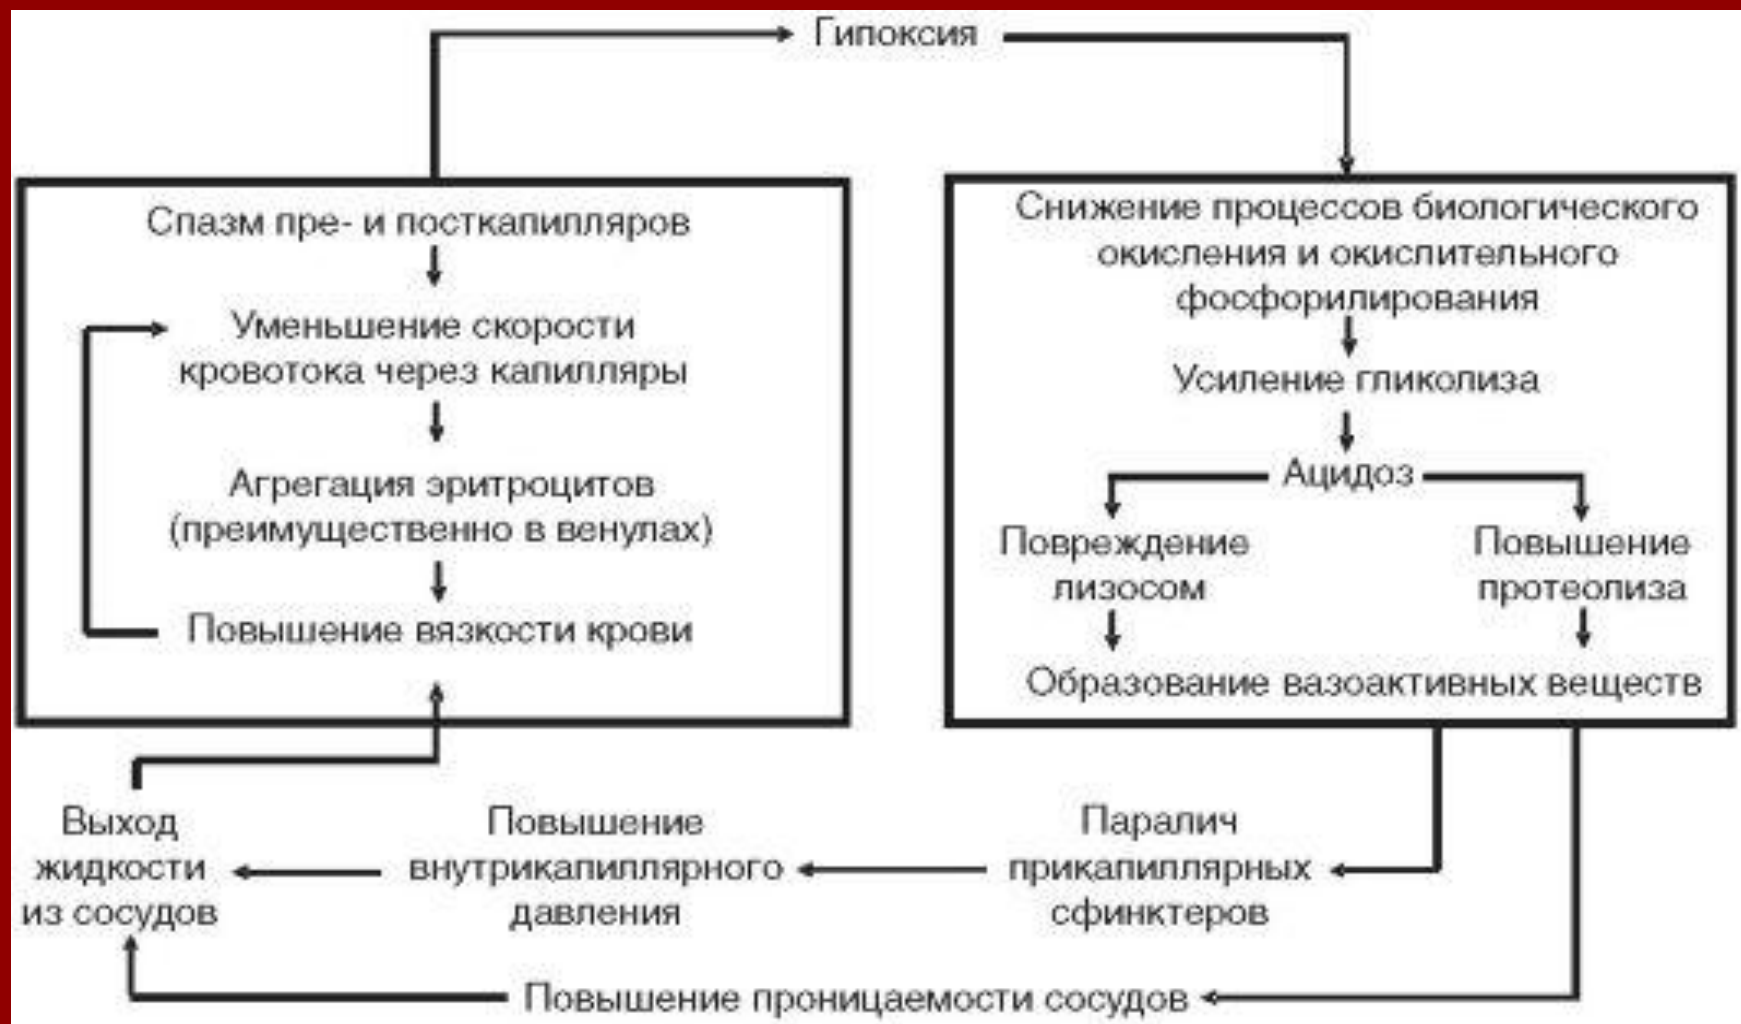 Гипоксия
Спазм пре- и посткапилляров
Уменьшение скорости
кровотока через капилляры
Агрегация эритроцитов
(преимущественно в венулах)
Повышение вязкости крови
Снижение процессов биологического
окисления и окислительного
фосфорилирования
Усиление гликолиза
Ацидоз
Повреждение
лизосом
Повышение
протеолиза
Образование вазоактивных веществ
Выход
жидкости
из сосудов
Повышение
внутрикапиллярного
давления
Паралич
прикапиллярных
сфинктеров
Повышение проницаемости сосудов